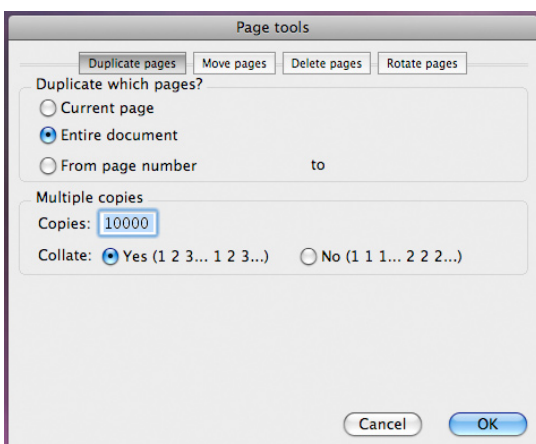 Page tools
Duplicate pages Move pages Delete pages Rotate pages
Duplicate which pages?
Current page
Entire document
From page number to
Multiple copies
Copies: 10000
Collate: Yes (1 2 3... 1 2 3...) No (1 1 1... 2 2 2...)
Cancel OK